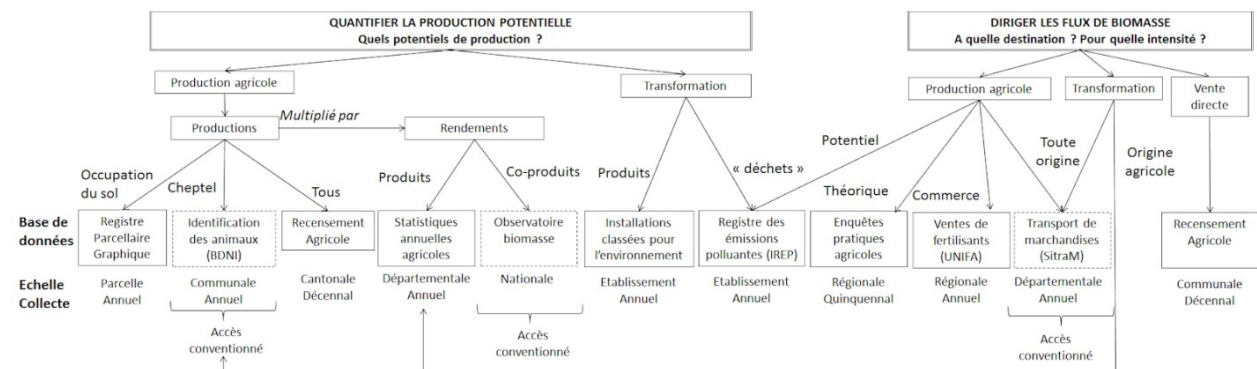 QUANTIFIER LA PRODUCTION POTENTIELLE
Quels potentiels de production ?
DIRIGER LES FLUX DE BIOMASSE
A quelle destination ? Pour quelle intensité ?
Production agricole
Transformation
Production agricole
Transformation
Vente
directe
Productions
Multiplié par
Rendements
Occupation
du sol
Cheptel
Tous
Produits
Co-produits
Produits
« déchets »
Potentiel
Théorique
Commerce
Toute
origine
Origine
agricole
Base de
données
Registre
Parcellaire
Graphique
Identification
des animaux
(BDNI)
Recensement
Agricole
Statistiques
annuelles
agricoles
Observatoire
biomasse
Installations
classées pour
l'environnement
Registre des
émissions
polluantes (IREP)
Enquêtes
pratiques
agricoles
Ventes de
fertilisants
(UNIFA)
Transport de
marchandises
(SitraM)
Recensement
Agricole
Echelle
Collecte
Parcelle
Annuel
Communale
Annuel
Cantonale
Décennal
Départementale
Annuel
Nationale
Etablissement
Annuel
Etablissement
Annuel
Régionale
Quinquennal
Régionale
Annuel
Départementale
Annuel
Communale
Décennal
Accès
conventionné
Accès
conventionné
Accès
conventionné